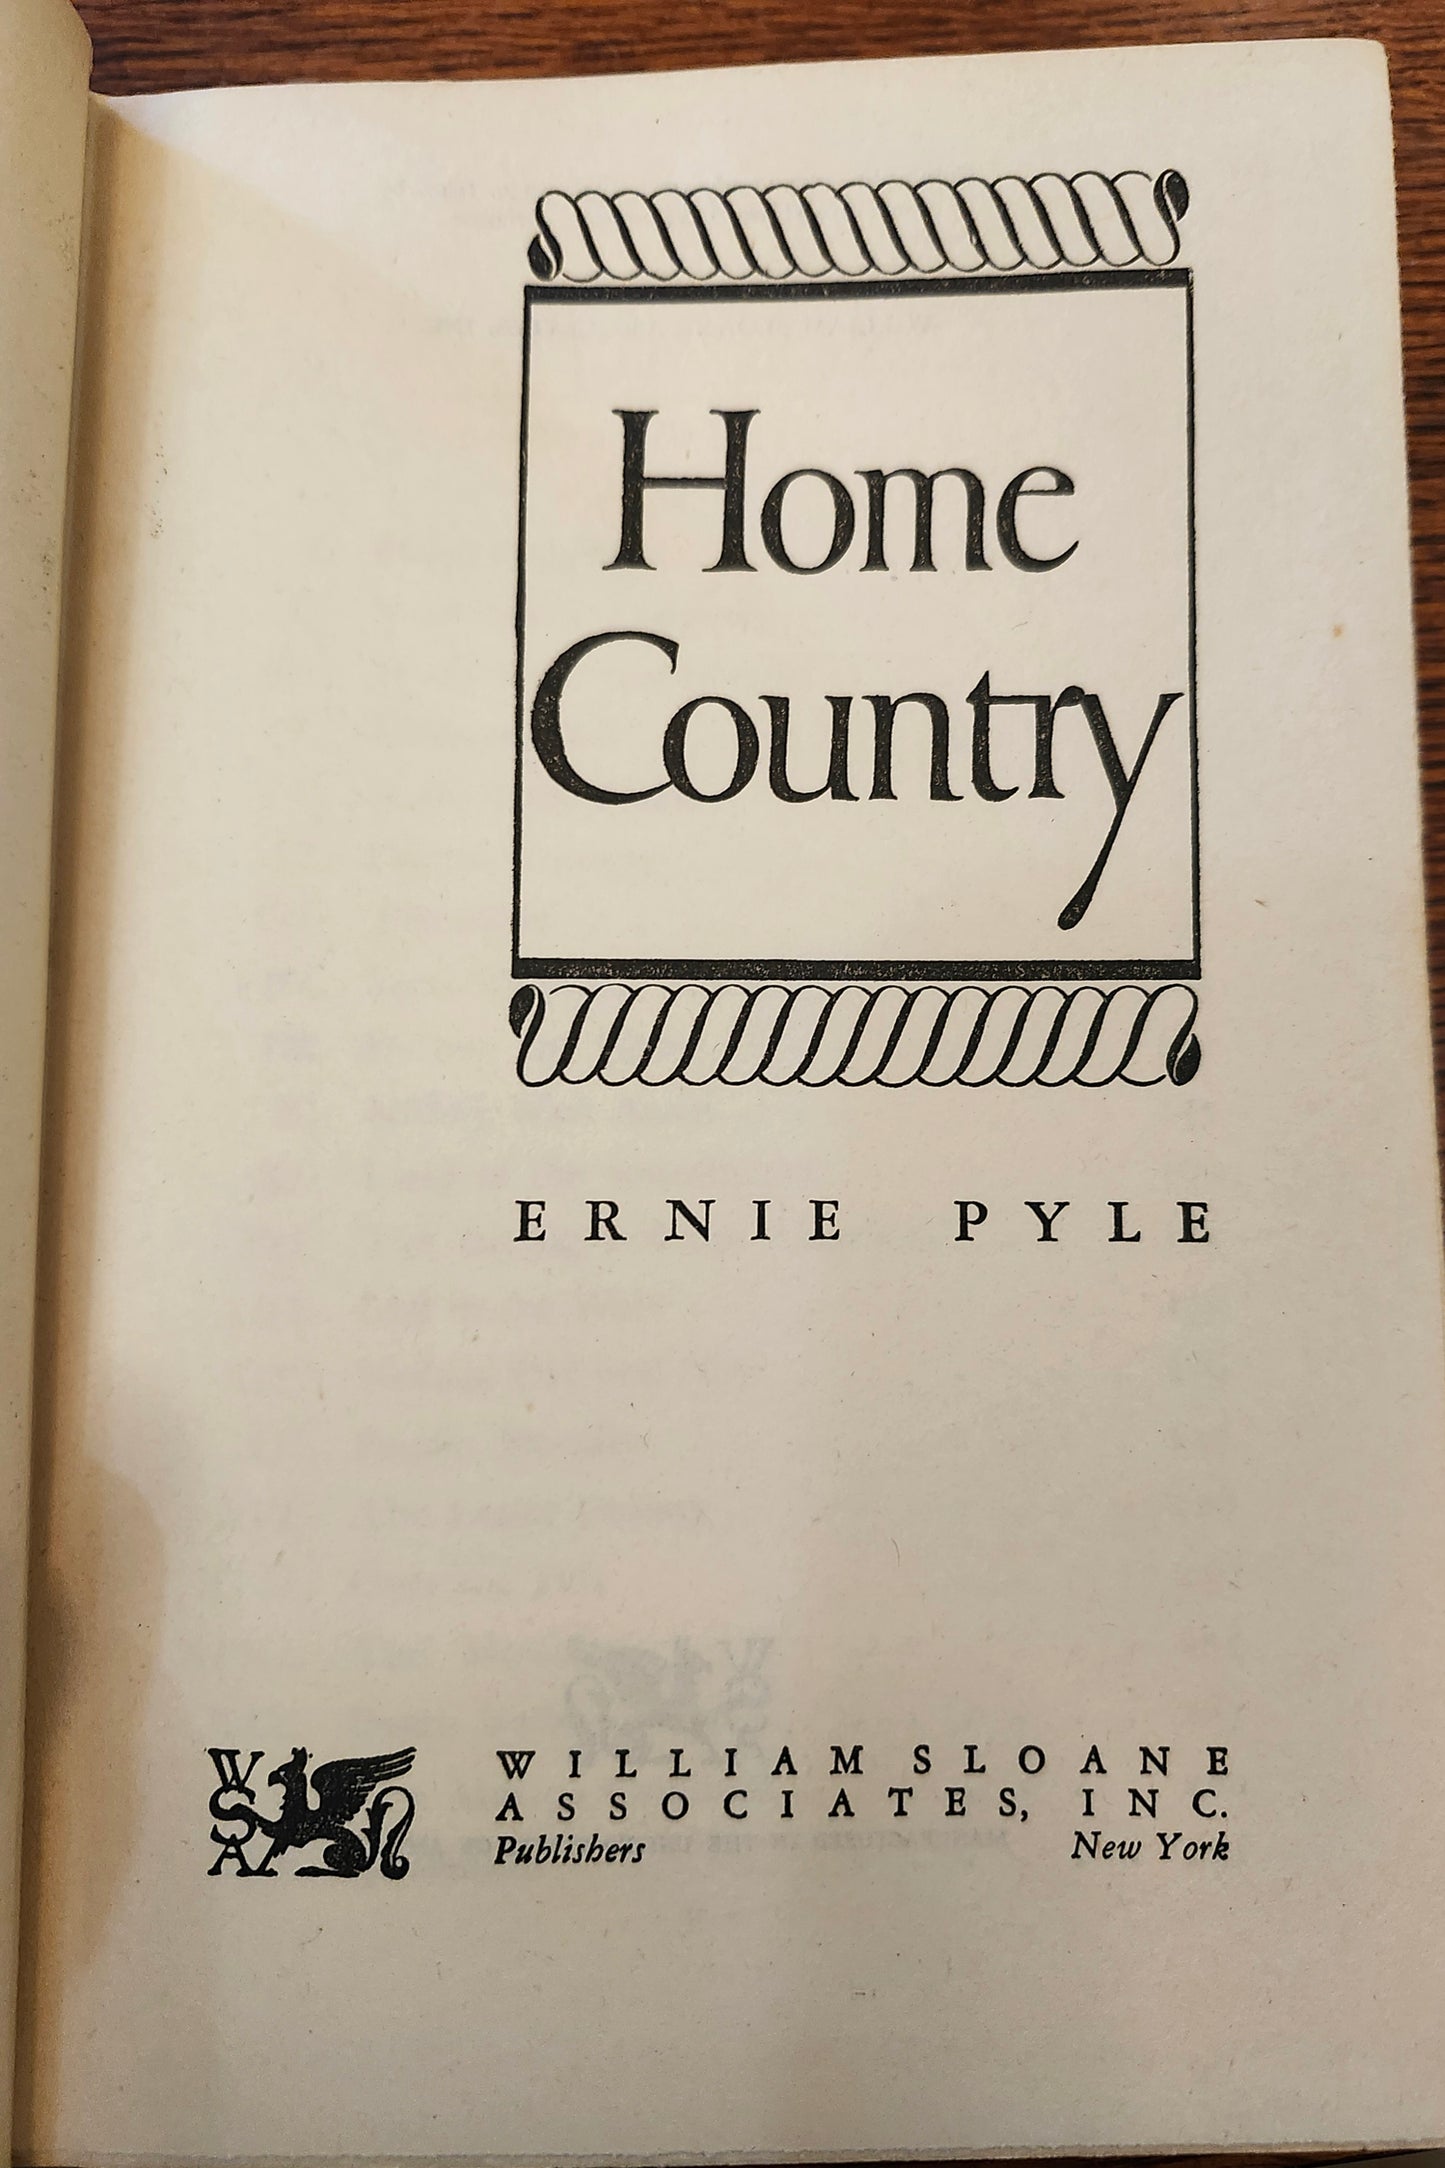 Home
Country
ERNIE PYLE
WSA
WILLIAM SLOANE
ASSOCIATES, INC.
Publishers New York